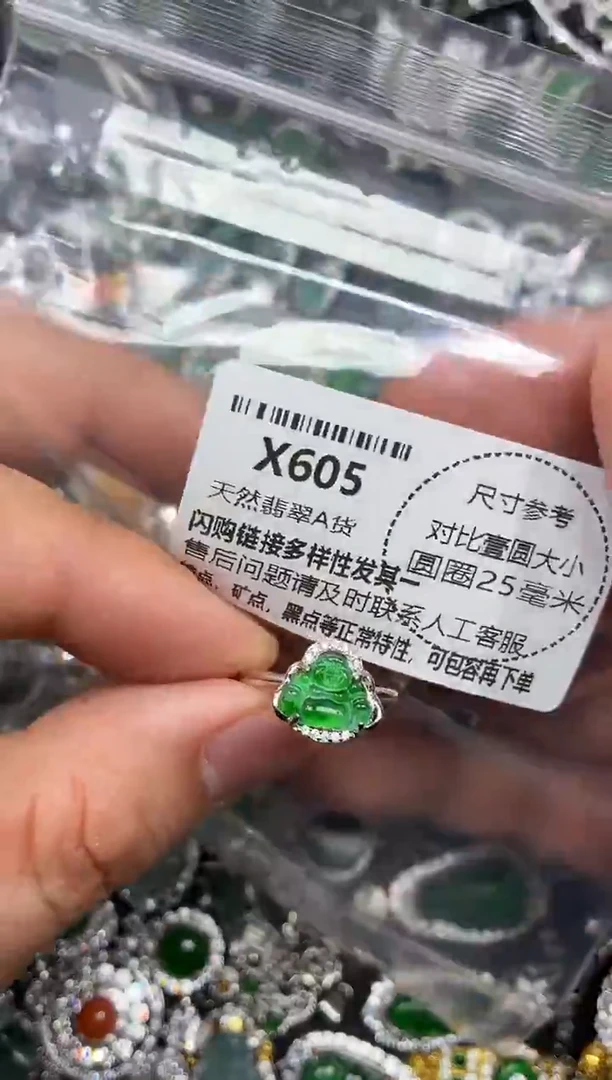 X605
天然翡翠A货
闪购链接多样性发其一
售后问题请及时联系人工客服
点、矿点,黑点等正常特性,可包容再下单
尺寸参考
对比壹圆大小
圆圈25毫米